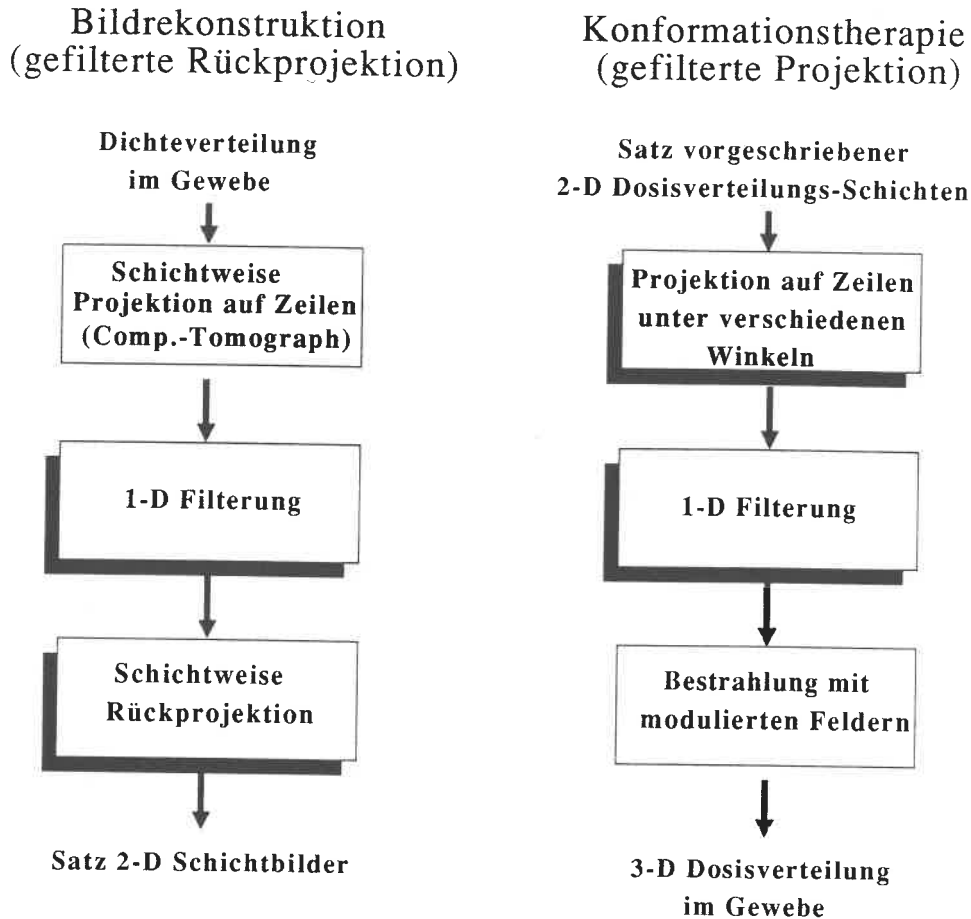 Bildrekonstruktion
(gefilterte Rückprojektion)
Dichteverteilung
im Gewebe
Schichtweise
Projektion auf Zeilen
(Comp.-Tomograph)
1-D Filterung
Schichtweise
Rückprojektion
Satz 2-D Schichtbilder
Konformationstherapie
(gefilterte Projektion)
Satz vorgeschriebener
2-D Dosisverteilungs-Schichten
Projektion auf Zeilen
unter verschiedenen
Winkeln
1-D Filterung
Bestrahlung mit
modulierten Feldern
3-D Dosisverteilung
im Gewebe